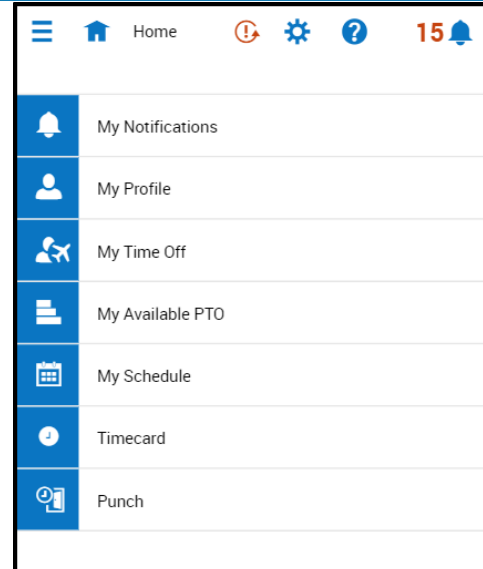 Home 15
My Notifications
My Profile
My Time Off
My Available PTO
My Schedule
Timecard
Punch